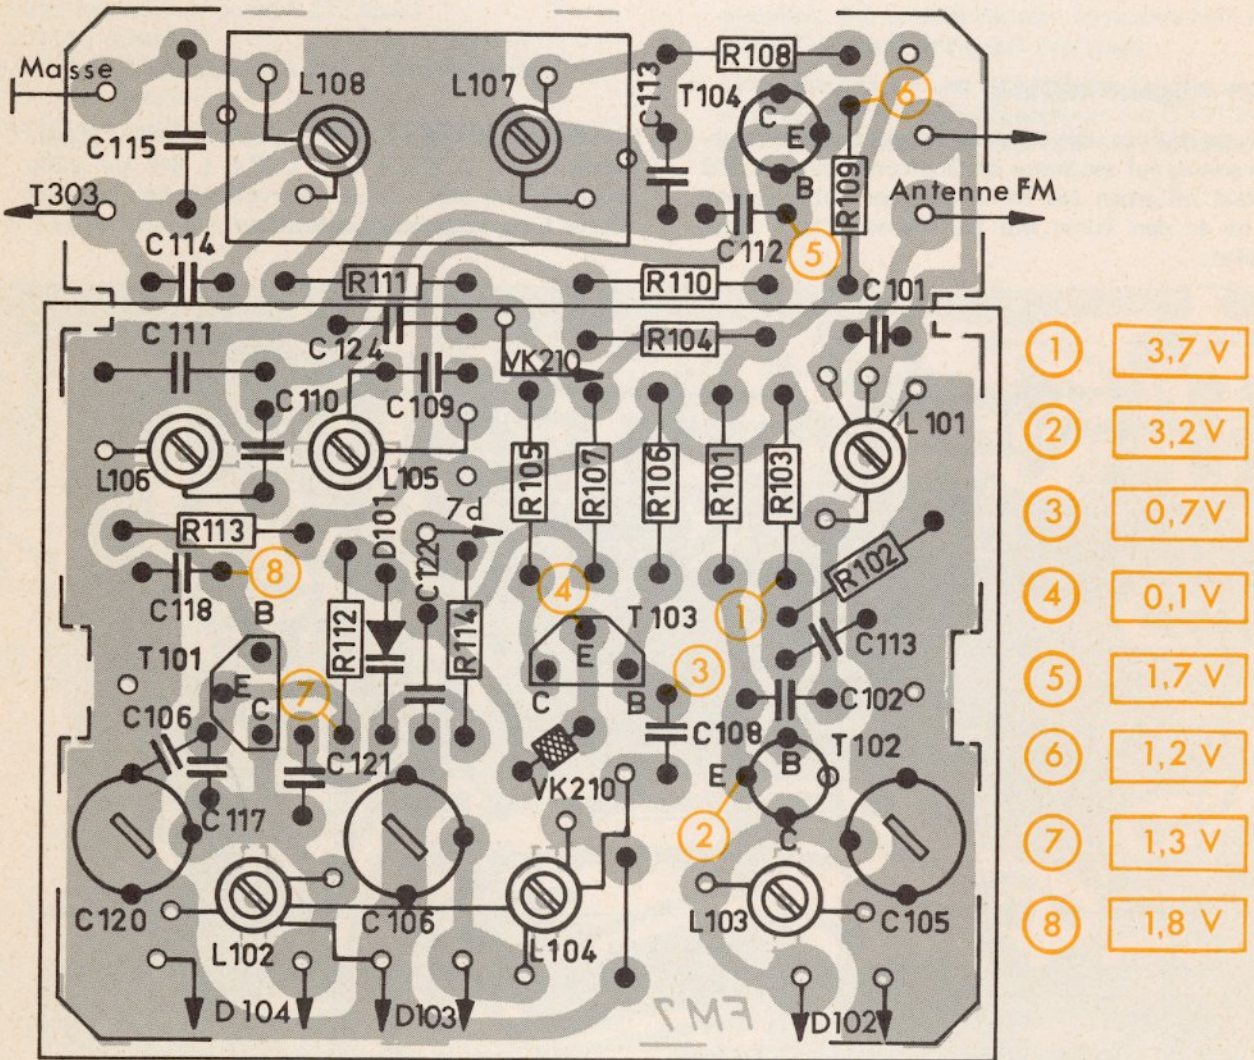 Masse
L108
L107
C113
R108
T104
C
E
B
6
C115
R109
T303
Antenne FM
C114
C112
5
R111
R110
C101
C111
C124
R104
VK210
1 3,7 V
C110
C109
L101
2 3,2 V
L106
L105
R105
R107
R106
R101
R103
7d
D101
3 0,7 V
R113
C122
8
C118
B
R112
R114
4
T103
1
R102
4 0,1 V
T101
E
C
7
E
C
B
3
C113
5 1,7 V
C106
C121
C108
C102
T102
6 1,2 V
VK210
E
B
C
C117
2
7 1,3 V
C120
L102
C106
L104
L103
C105
8 1,8 V
D104
D103
FM7
D102